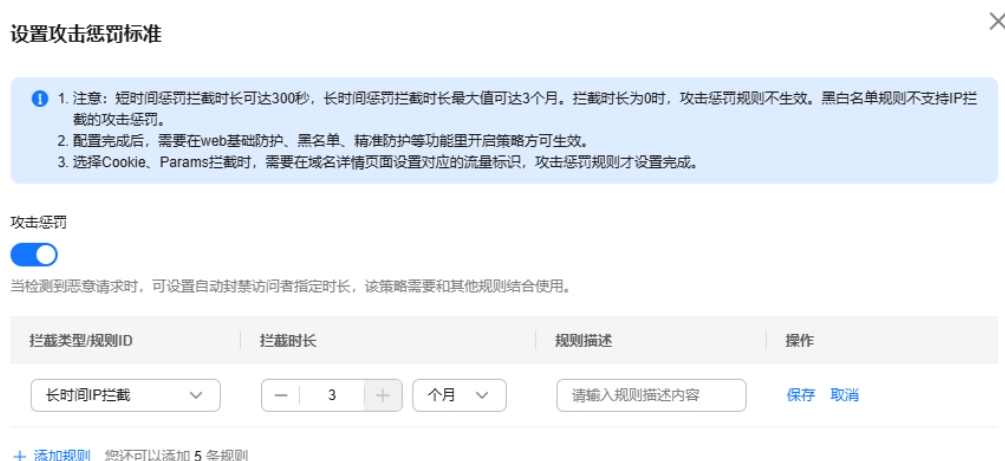 设置攻击惩罚标准
1. 注意：短时间惩罚拦截时长可达300秒，长时间惩罚拦截时长最大值可达3个月。拦截时长为0时，攻击惩罚规则不生效。黑白名单规则不支持IP拦
截的攻击惩罚。
2. 配置完成后，需要在web基础防护、黑名单、精准防护等功能里开启策略方可生效。
3. 选择Cookie、Params拦截时，需要在域名详情页面设置对应的流量标识，攻击惩罚规则才设置完成。
攻击惩罚
当检测到恶意请求时，可设置自动封禁访问者指定时长，该策略需要和其他规则结合使用。
拦截类型/规则ID 拦截时长 规则描述 操作
长时间IP拦截 3 个月 请输入规则描述内容 保存 取消
添加规则 您还可以添加 5 条规则